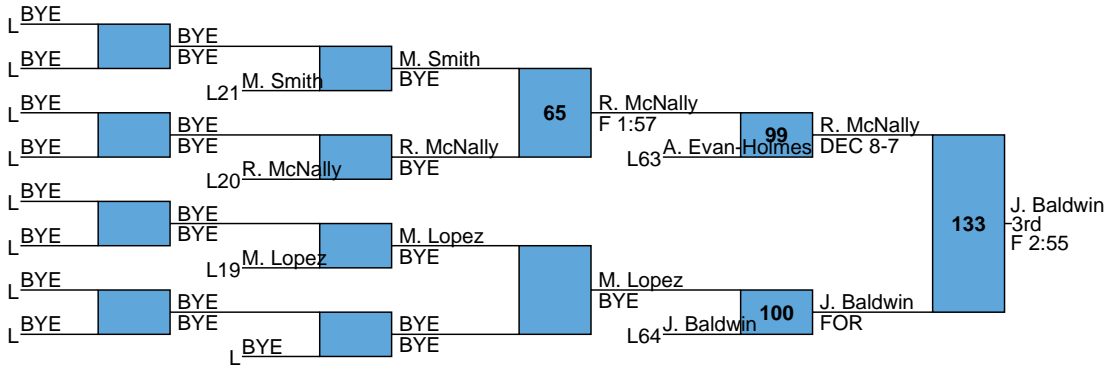 L BYE
BYE
BYE
L BYE
M. Smith
BYE
L21 M. Smith
L BYE
65
R. McNally
F 1:57
99
BYE
BYE
R. McNally
DEC 8-7
L BYE
R. McNally
BYE
L63 A. Evan-Holmes
L20 R. McNally
L BYE
BYE
BYE
133
J. Baldwin
3rd
F 2:55
L BYE
M. Lopez
BYE
L19 M. Lopez
L BYE
M. Lopez
BYE
100
BYE
BYE
J. Baldwin
FOR
L BYE
BYE
BYE
L64 J. Baldwin
L BYE